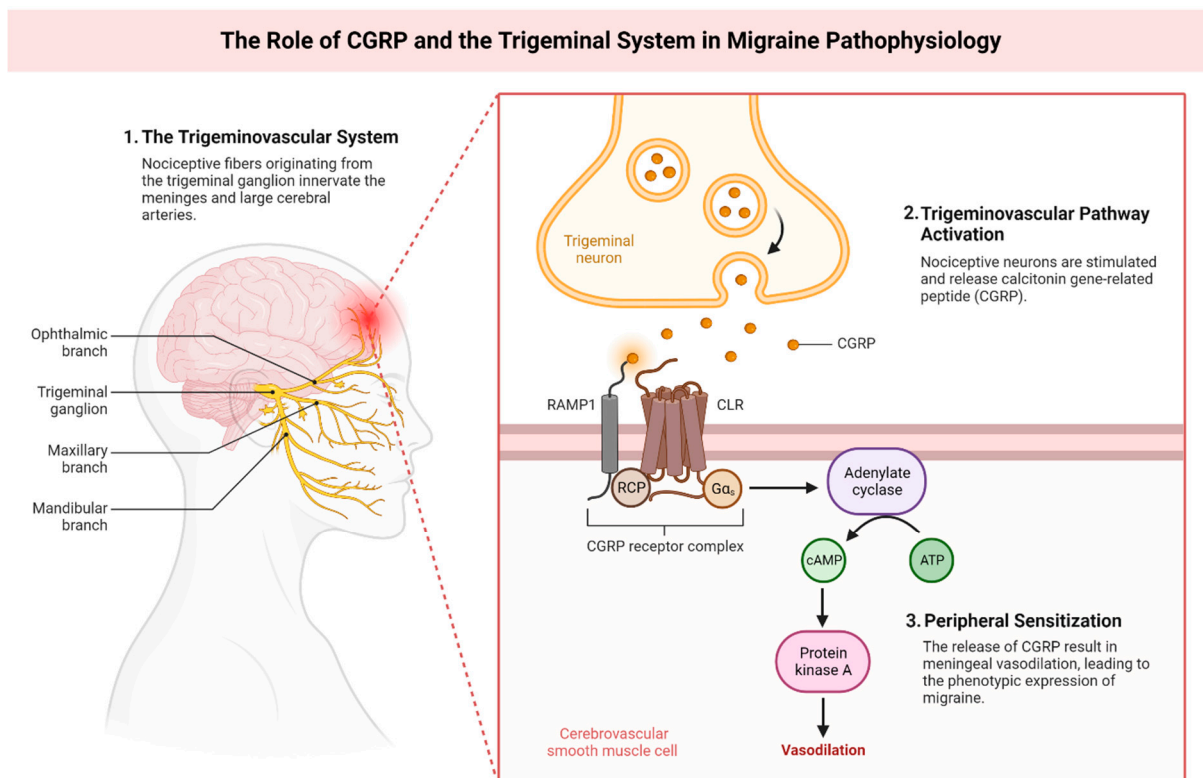 The Role of CGRP and the Trigeminal System in Migraine Pathophysiology
1. The Trigeminovascular System
Nociceptive fibers originating from
the trigeminal ganglion innervate the
meninges and large cerebral
arteries.
Ophthalmic
branch
Trigeminal
ganglion
Maxillary
branch
Mandibular
branch
Trigeminal
neuron
2. Trigeminovascular Pathway
Activation
Nociceptive neurons are stimulated
and release calcitonin gene-related
peptide (CGRP).
CGRP
RAMP1
CLR
RCP
Gαs
CGRP receptor complex
Adenylate
cyclase
cAMP
ATP
Protein
kinase A
Vasodilation
3. Peripheral Sensitization
The release of CGRP result in
meningeal vasodilation, leading to
the phenotypic expression of
migraine.
Cerebrovascular
smooth muscle cell